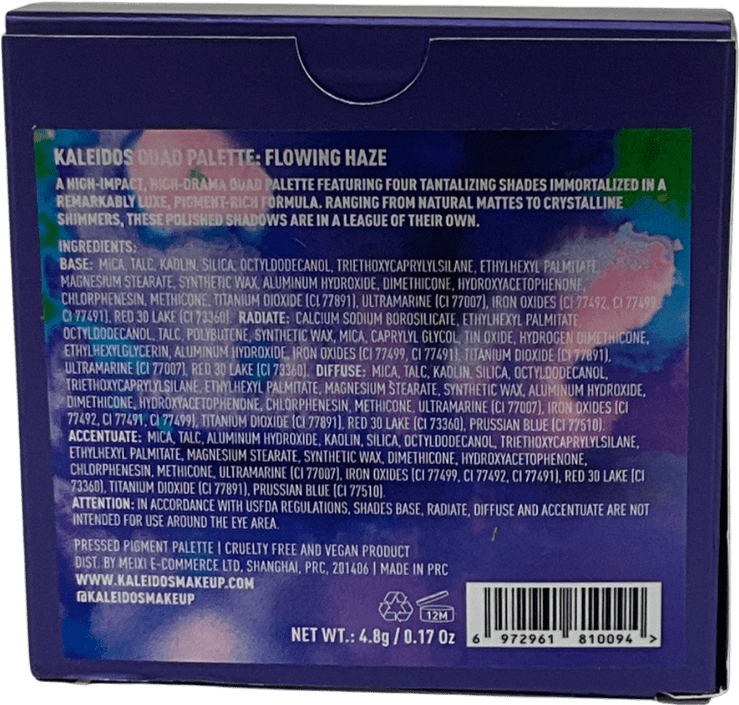 KALEIDOS QUAD PALETTE: FLOWING HAZE
A HIGH-IMPACT, HIGH-DRAMA QUAD PALETTE FEATURING FOUR TANTALIZING SHADES IMMORTALIZED IN A
REMARKABLY LUXE, PIGMENT-RICH FORMULA. RANGING FROM NATURAL MATTES TO CRYSTALLINE
SHIMMERS, THESE POLISHED SHADOWS ARE IN A LEAGUE OF THEIR OWN.
INGREDIENTS:
BASE: MICA, TALC, KAOLIN, SILICA, OCTYLDODECANOL, TRIETHOXYCAPRYLYLSILANE, ETHYLHEXYL PALMITATE,
MAGNESIUM STEARATE, SYNTHETIC WAX, ALUMINUM HYDROXIDE, DIMETHICONE, HYDROXYACETOPHENONE,
CHLORPHENESIN, METHICONE, TITANIUM DIOXIDE (CI 77891), ULTRAMARINE (CI 77007), IRON OXIDES (CI 77492, CI 77499,
CI 77491), RED 30 LAKE (CI 73360). RADIATE: CALCIUM SODIUM BOROSILICATE, ETHYLHEXYL PALMITATE,
OCTYLDODECANOL, TALC, POLYBUTENE, SYNTHETIC WAX, MICA, CAPRYLYL GLYCOL, TIN OXIDE, HYDROGEN DIMETHICONE,
ETHYLHEXYLGLYCERIN, ALUMINUM HYDROXIDE, IRON OXIDES (CI 77499, CI 77491), TITANIUM DIOXIDE (CI 77891),
ULTRAMARINE (CI 77007), RED 30 LAKE (CI 73360). DIFFUSE: MICA, TALC, KAOLIN, SILICA, OCTYLDODECANOL,
TRIETHOXYCAPRYLYLSILANE, ETHYLHEXYL PALMITATE, MAGNESIUM STEARATE, SYNTHETIC WAX, ALUMINUM HYDROXIDE,
DIMETHICONE, HYDROXYACETOPHENONE, CHLORPHENESIN, METHICONE, ULTRAMARINE (CI 77007), IRON OXIDES (CI
77492, CI 77491, CI 77499), TITANIUM DIOXIDE (CI 77891), RED 30 LAKE (CI 73360), PRUSSIAN BLUE (CI 77510).
ACCENTUATE: MICA, TALC, ALUMINUM HYDROXIDE, KAOLIN, SILICA, OCTYLDODECANOL, TRIETHOXYCAPRYLYLSILANE,
ETHYLHEXYL PALMITATE, MAGNESIUM STEARATE, SYNTHETIC WAX, DIMETHICONE, HYDROXYACETOPHENONE,
CHLORPHENESIN, METHICONE, ULTRAMARINE (CI 77007), IRON OXIDES (CI 77499, CI 77492, CI 77491), RED 30 LAKE (CI
73360), TITANIUM DIOXIDE (CI 77891), PRUSSIAN BLUE (CI 77510).
ATTENTION: IN ACCORDANCE WITH USFDA REGULATIONS, SHADES BASE, RADIATE, DIFFUSE AND ACCENTUATE ARE NOT
INTENDED FOR USE AROUND THE EYE AREA.
PRESSED PIGMENT PALETTE | CRUELTY FREE AND VEGAN PRODUCT
DIST. BY MEIXI E-COMMERCE LTD, SHANGHAI, PRC, 201406 | MADE IN PRC
WWW.KALEIDOSMAKEUP.COM
@KALEIDOSMAKEUP
12M
NET WT.: 4.8g / 0.17 Oz
6 972961 810094 >